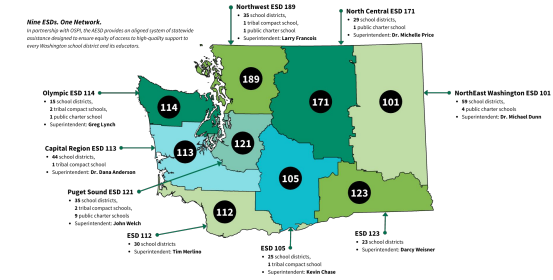 Nine ESDs. One Network.
In partnership with OSPI, the AESD provides an aligned system of statewide
assistance designed to ensure equity of access to high-quality support to
every Washington school district and its educators.
Northwest ESD 189
• 35 school districts,
1 tribal compact school,
1 public charter school
• Superintendent: Larry Francois
North Central ESD 171
• 29 school districts,
1 public charter school
• Superintendent: Dr. Michelle Price
Olympic ESD 114
• 15 school districts,
2 tribal compact schools,
1 public charter school
• Superintendent: Greg Lynch
NorthEast Washington ESD 101
• 59 school districts,
4 public charter schools
• Superintendent: Dr. Michael Dunn
Capital Region ESD 113
• 44 school districts,
1 tribal compact school
• Superintendent: Dr. Dana Anderson
Puget Sound ESD 121
• 35 school districts,
2 tribal compact schools,
9 public charter schools
• Superintendent: John Welch
ESD 112
• 30 school districts
• Superintendent: Tim Merlino
ESD 105
• 25 school districts,
1 tribal compact school
• Superintendent: Kevin Chase
ESD 123
• 23 school districts
• Superintendent: Darcy Weisner
189
171
101
114
121
113
105
123
112